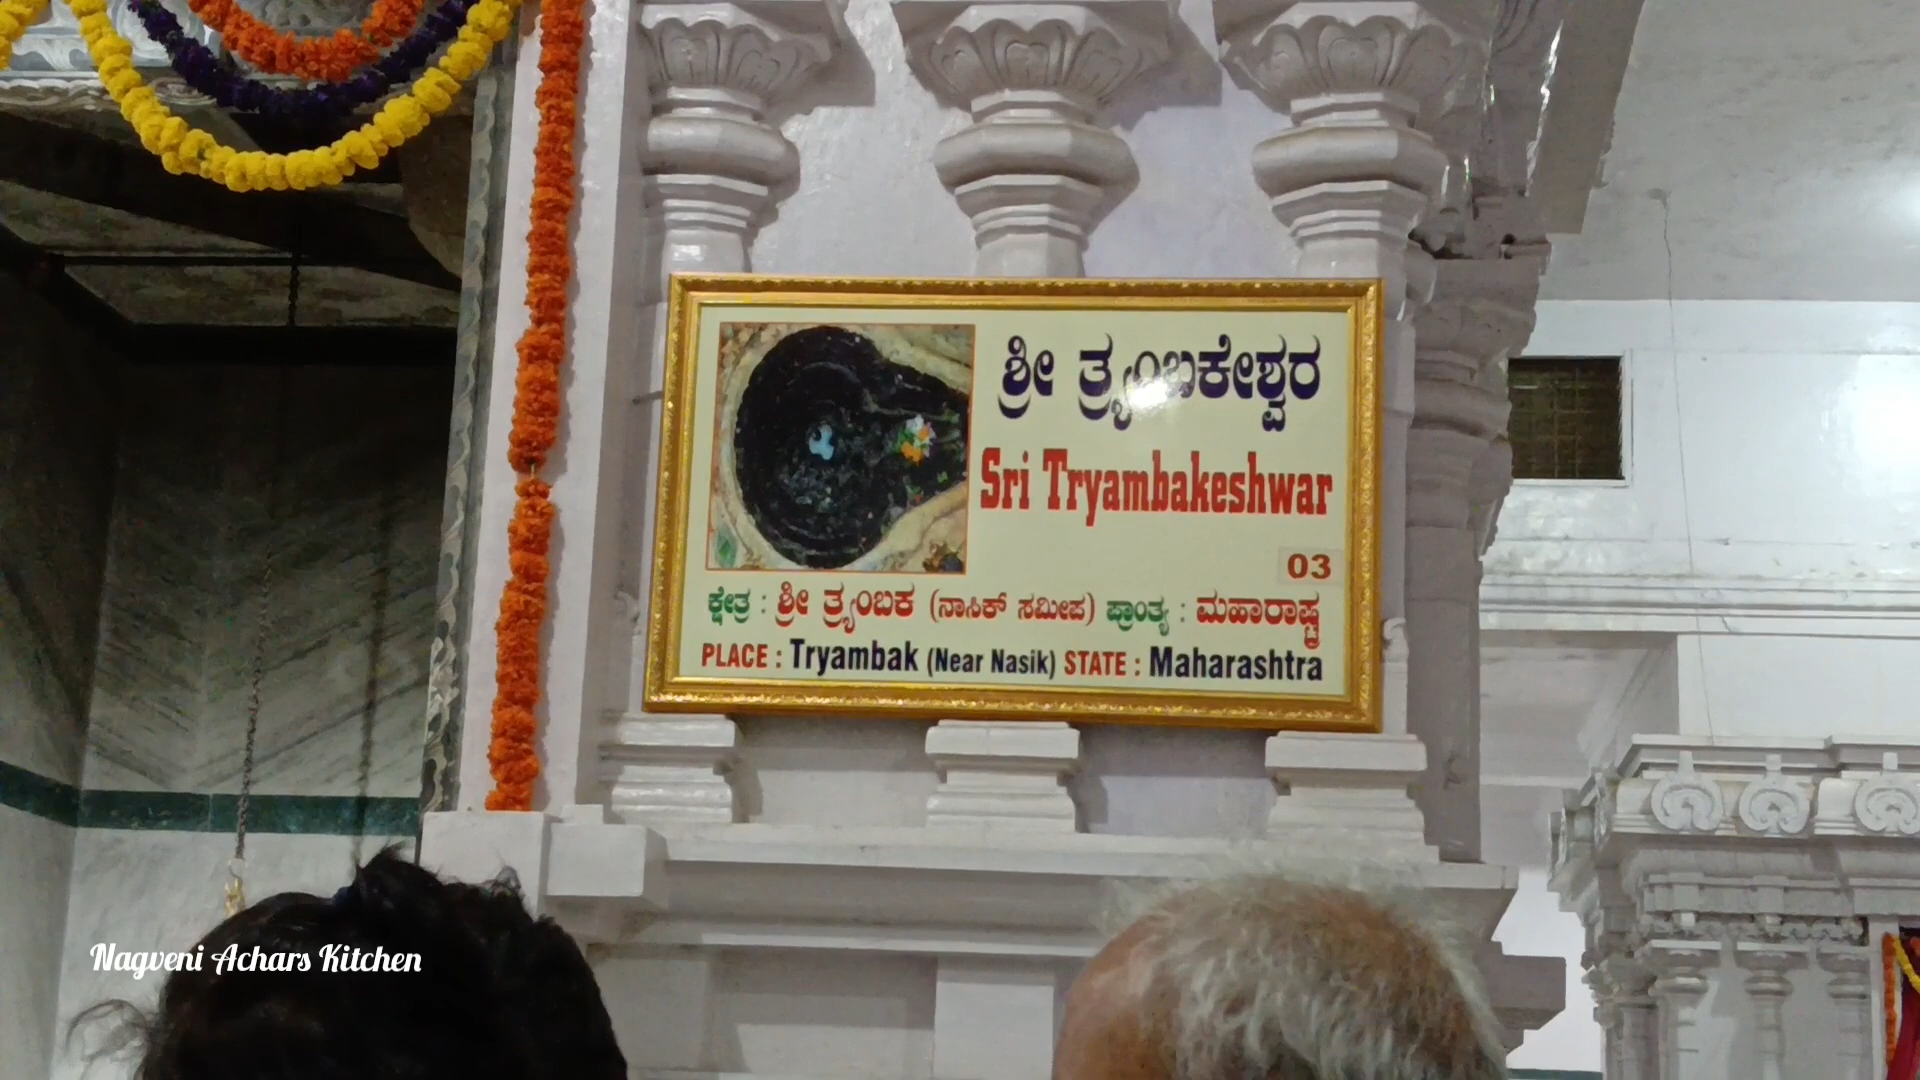 ಶ್ರೀ ತ್ರ್ಯಂಬಕೇಶ್ವರ
Sri Tryambakeshwar
03
ಕ್ಷೇತ್ರ : ಶ್ರೀ ತ್ರ್ಯಂಬಕ (ನಾಸಿಕ್ ಸಮೀಪ) ಪ್ರಾಂತ್ಯ : ಮಹಾರಾಷ್ಟ್ರ
PLACE : Tryambak (Near Nasik) STATE : Maharashtra
Nagveni Achars Kitchen